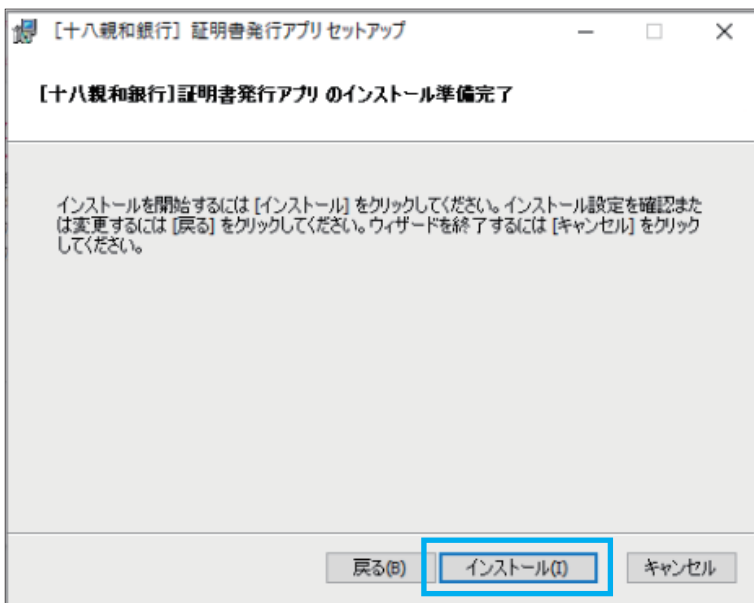 [十八親和銀行] 証明書発行アプリ セットアップ
[十八親和銀行]証明書発行アプリ のインストール準備完了
インストールを開始するには [インストール] をクリックしてください。インストール設定を確認また
は変更するには [戻る] をクリックしてください。ウィザードを終了するには [キャンセル] をクリック
してください。
戻る(B) インストール(I) キャンセル